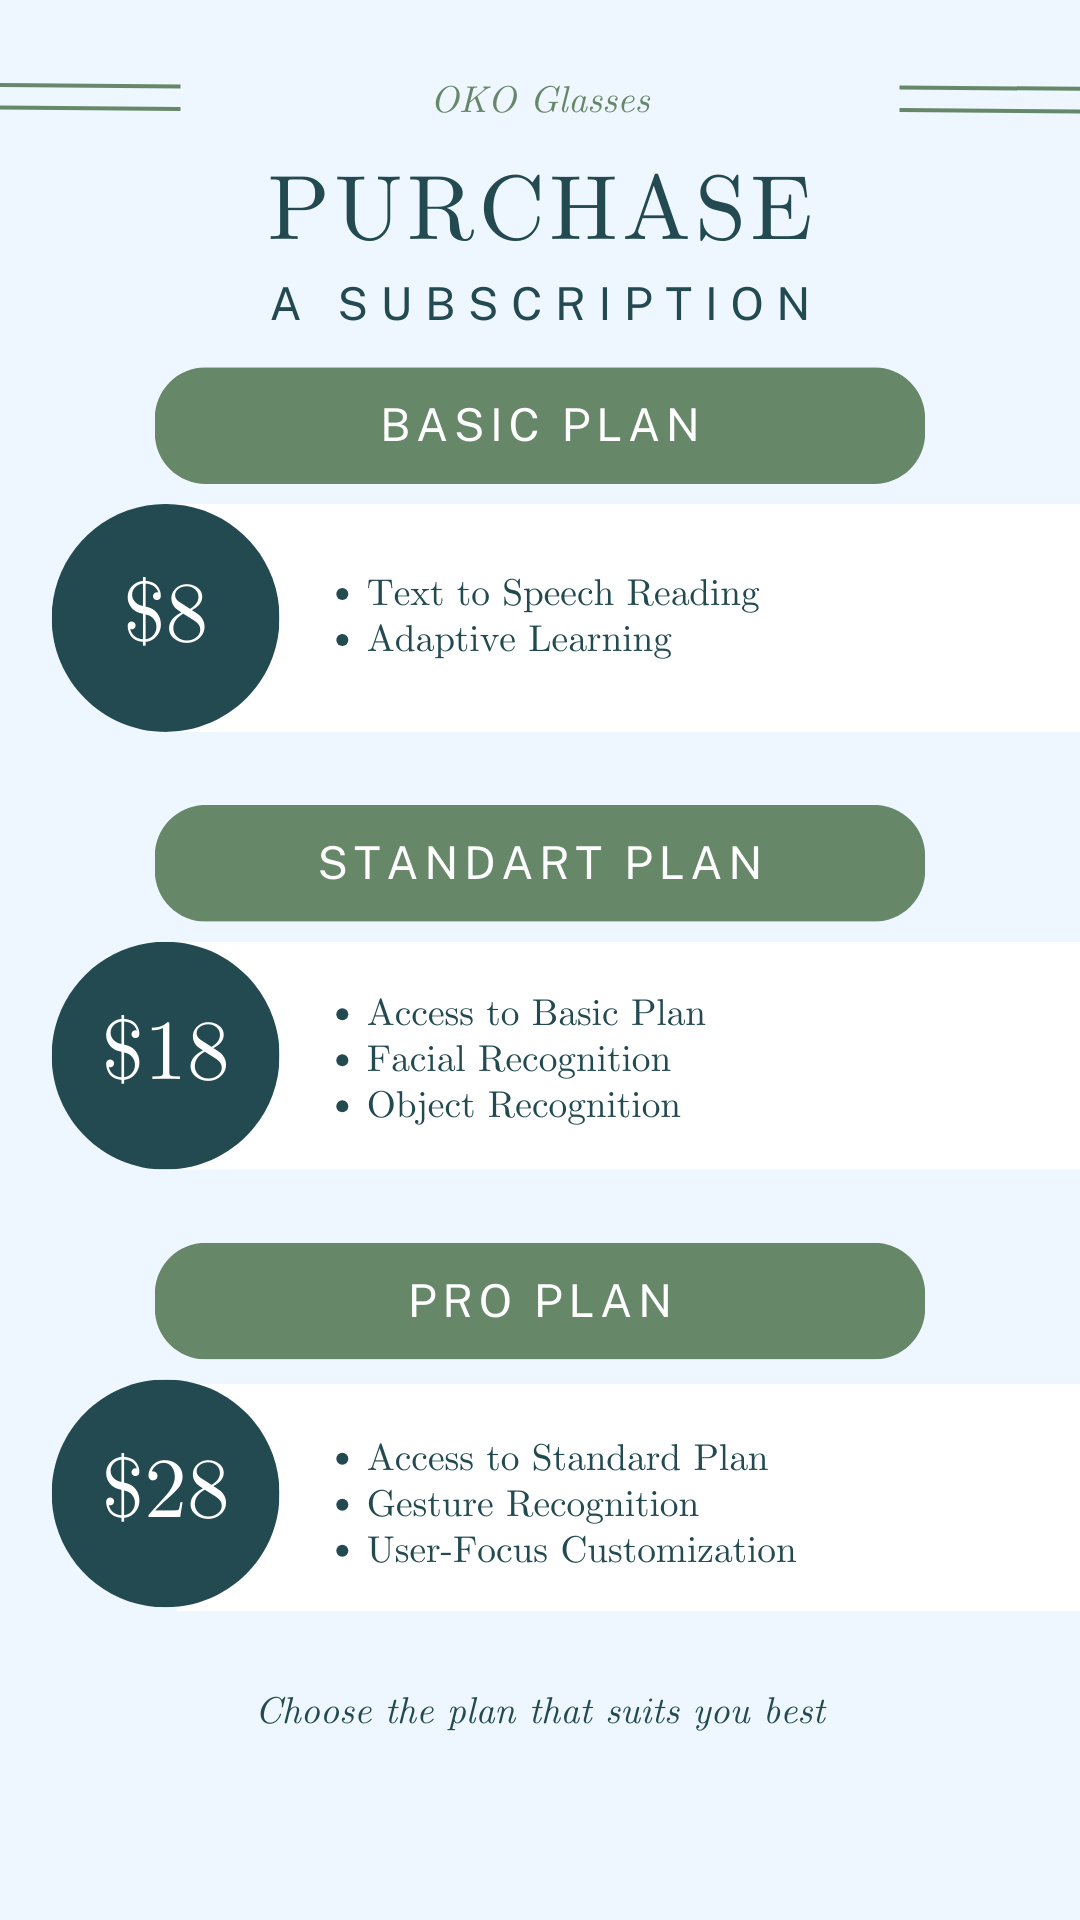 OKO Glasses
PURCHASE
A SUBSCRIPTION
BASIC PLAN
$8
• Text to Speech Reading
• Adaptive Learning
STANDART PLAN
$18
• Access to Basic Plan
• Facial Recognition
• Object Recognition
PRO PLAN
$28
• Access to Standard Plan
• Gesture Recognition
• User-Focus Customization
Choose the plan that suits you best